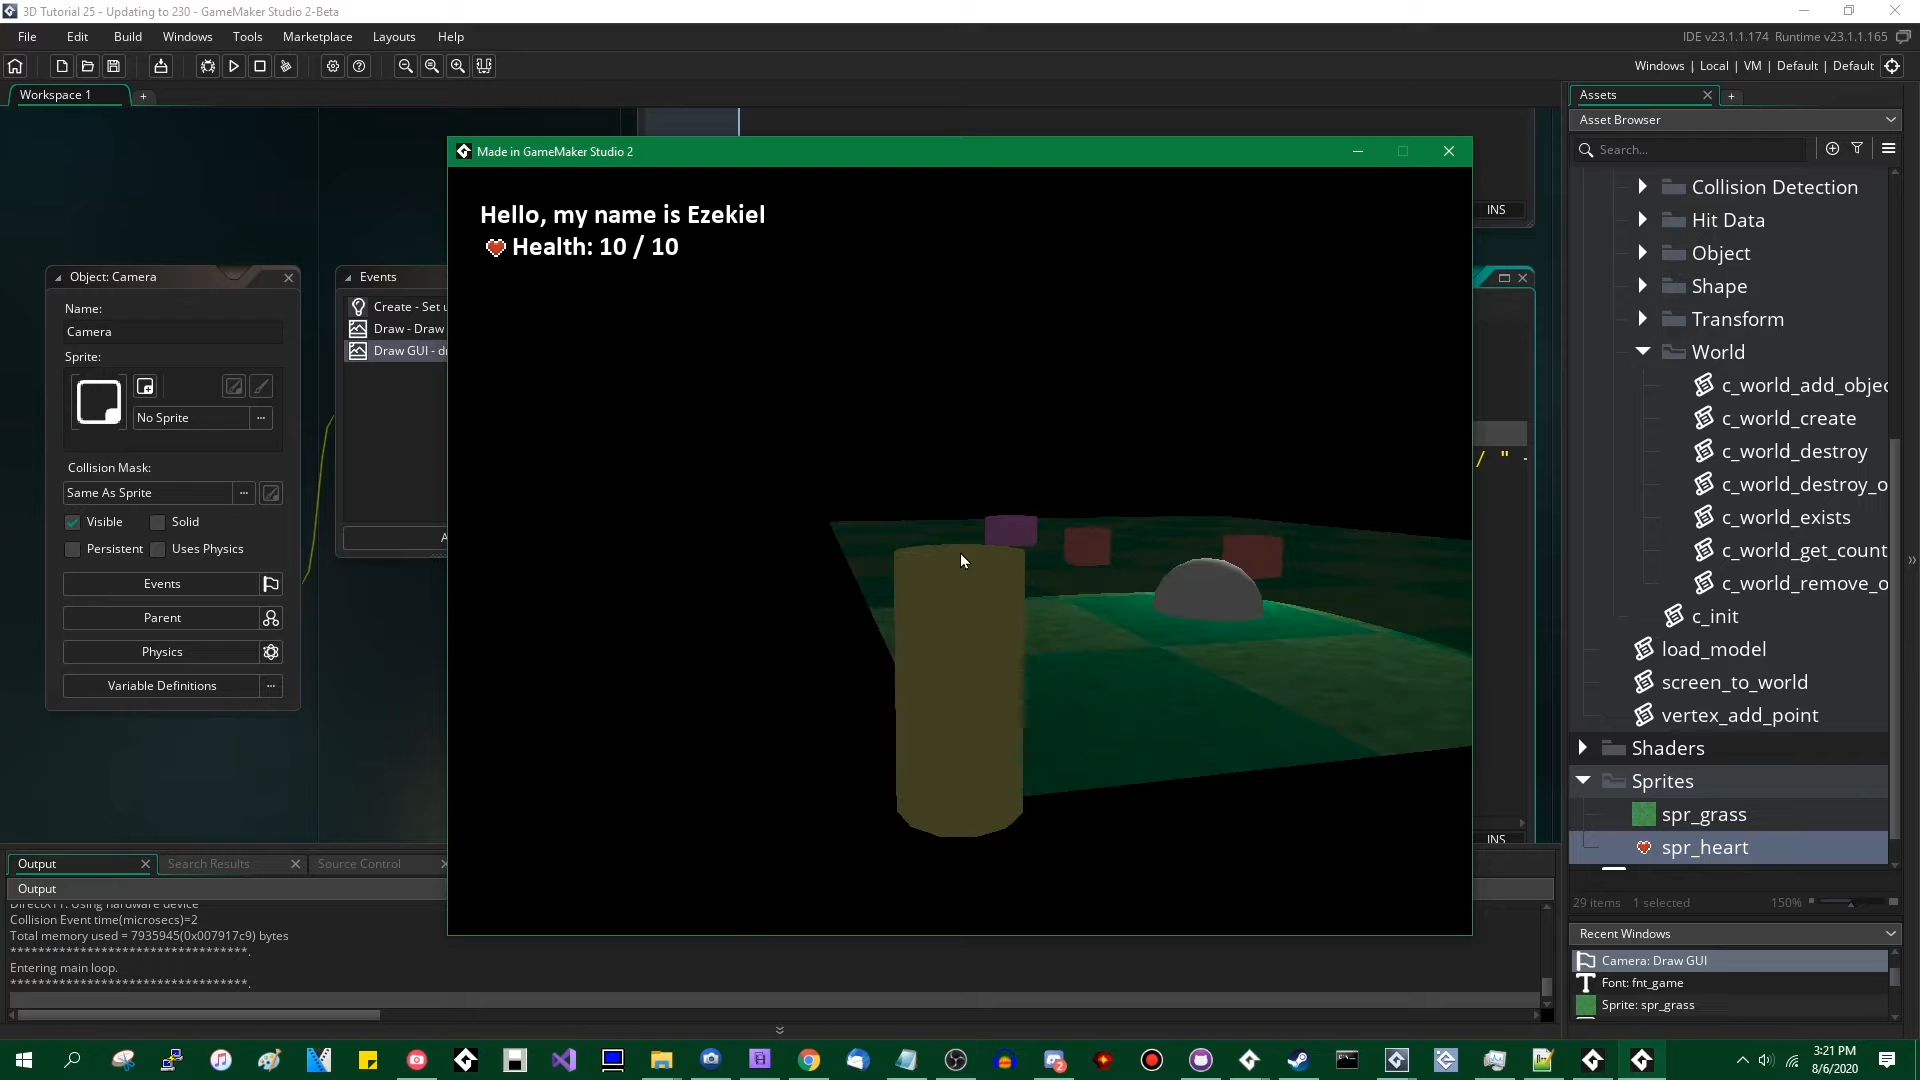 3D Tutorial 25 - Updating to 230 - GameMaker Studio 2-Beta
File Edit Build Windows Tools Marketplace Layouts Help
IDE v23.1.1.174 Runtime v23.1.1.165
Windows | Local | VM | Default | Default
Workspace 1
Assets
Asset Browser
Search...
Made in GameMaker Studio 2
Hello, my name is Ezekiel
Health: 10 / 10
INS
/ " -
INS
Object: Camera
Name:
Camera
Sprite:
No Sprite
Collision Mask:
Same As Sprite
Visible Solid
Persistent Uses Physics
Events
Parent
Physics
Variable Definitions
Events
Create - Set
Draw - Draw
Draw GUI -
Collision Detection
Hit Data
Object
Shape
Transform
World
c_world_add_objec
c_world_create
c_world_destroy
c_world_destroy_o
c_world_exists
c_world_get_count
c_world_remove_o
c_init
load_model
screen_to_world
vertex_add_point
Shaders
Sprites
spr_grass
spr_heart
29 items 1 selected 150%
Recent Windows
Camera: Draw GUI
Font: fnt_game
Sprite: spr_grass
Output Search Results Source Control
Output
DirectX11: Using hardware device
Collision Event time(microsecs)=2
Total memory used = 7935945(0x007917c9) bytes
*********************************.
Entering main loop.
*********************************.
3:21 PM
8/6/2020